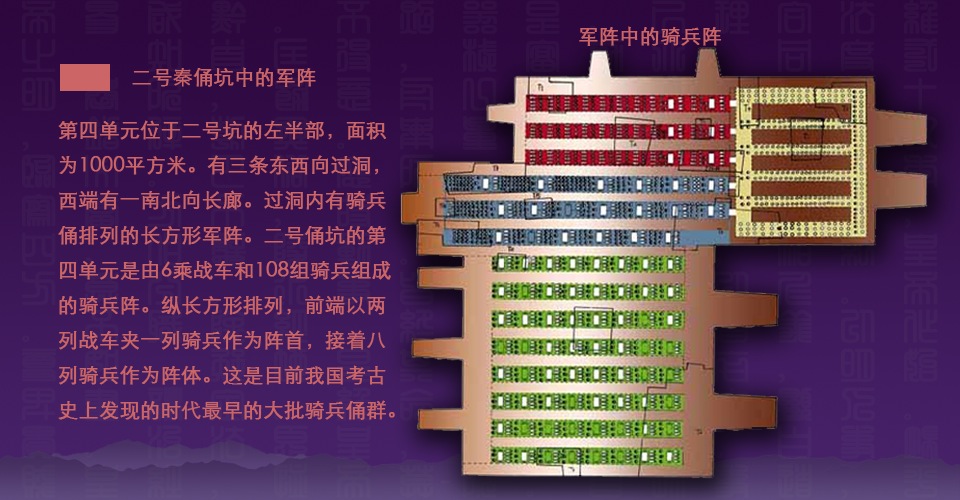 军阵中的骑兵阵
二号秦俑坑中的军阵
第四单元位于二号坑的左半部，面积
为1000平方米。有三条东西向过洞，
西端有一南北向长廊。过洞内有骑兵
俑排列的长方形军阵。二号俑坑的第
四单元是由6乘战车和108组骑兵组成
的骑兵阵。纵长方形排列，前端以两
列战车夹一列骑兵作为阵首，接着八
列骑兵作为阵体。这是目前我国考古
史上发现的时代最早的大批骑兵俑群。